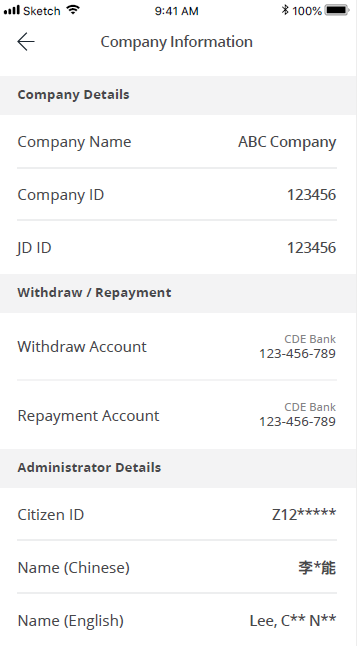 Sketch 9:41 AM 100%
Company Information
Company Details
Company Name ABC Company
Company ID 123456
JD ID 123456
Withdraw / Repayment
Withdraw Account CDE Bank
123-456-789
Repayment Account CDE Bank
123-456-789
Administrator Details
Citizen ID Z12*****
Name (Chinese) 李*能
Name (English) Lee, C** N**